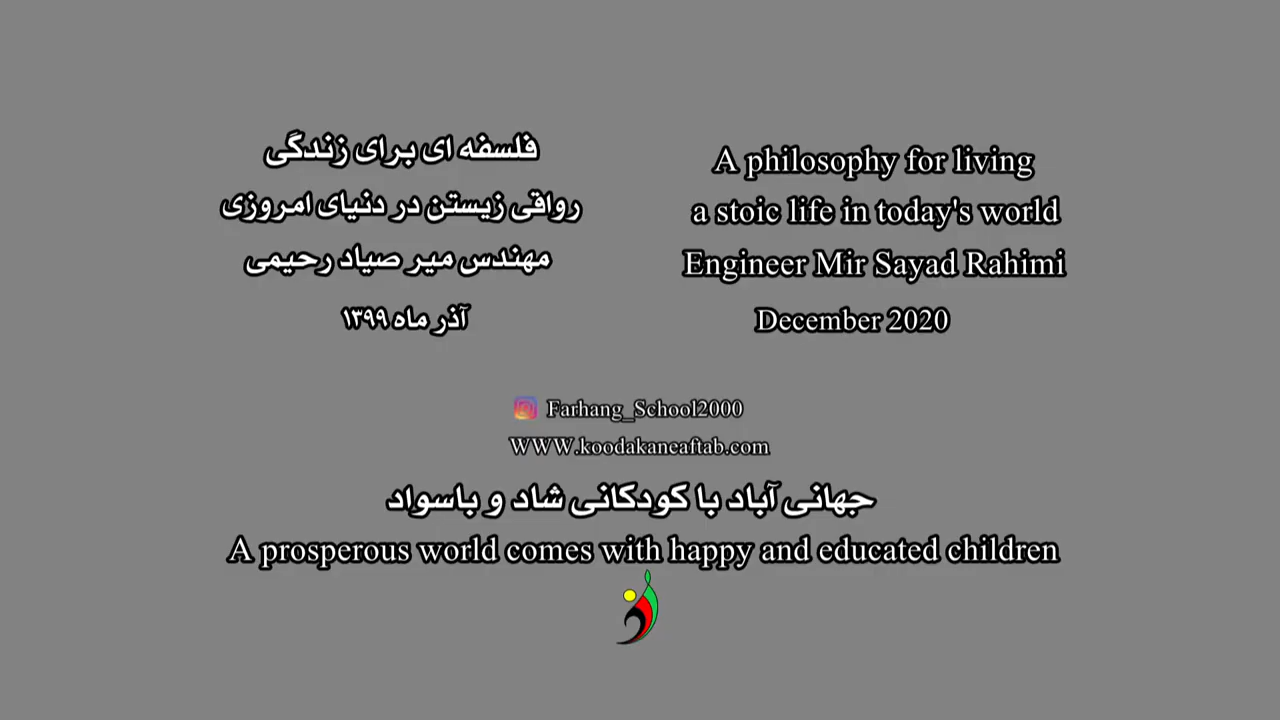 فلسفه ای برای زندگی
رواقی زیستن در دنیای امروزی
مهندس میر صیاد رحیمی
آذر ماه ۱۳۹۹
A philosophy for living
a stoic life in today's world
Engineer Mir Sayad Rahimi
December 2020
Farhang_School2000
WWW.koodakaneaftab.com
جهانی آباد با کودکانی شاد و باسواد
A prosperous world comes with happy and educated children